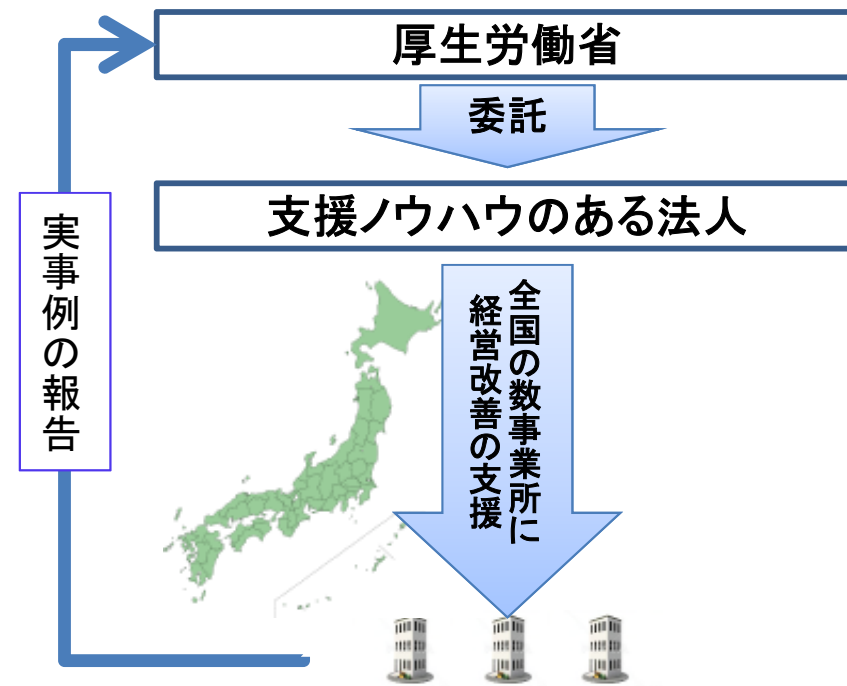 厚生労働省
委託
支援ノウハウのある法人
実事例の報告
全国の数事業所に
経営改善の支援